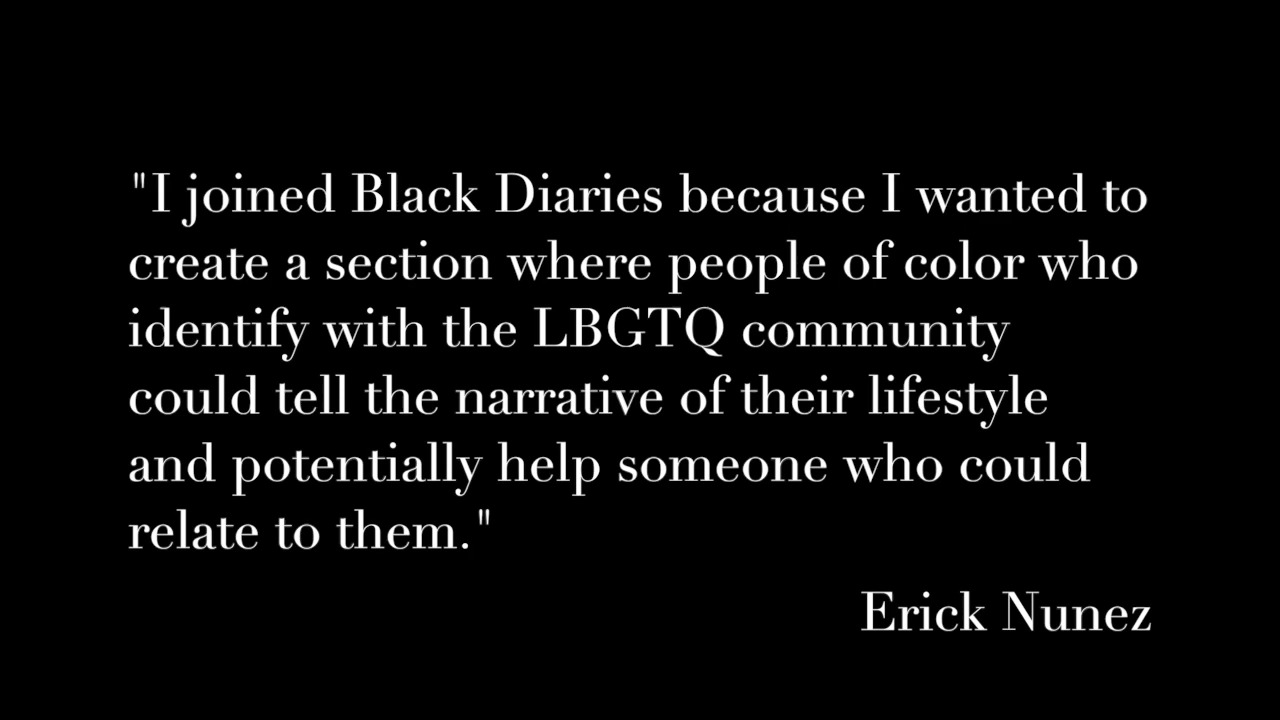 "I joined Black Diaries because I wanted to
create a section where people of color who
identify with the LBGTQ community
could tell the narrative of their lifestyle
and potentially help someone who could
relate to them."
Erick Nunez